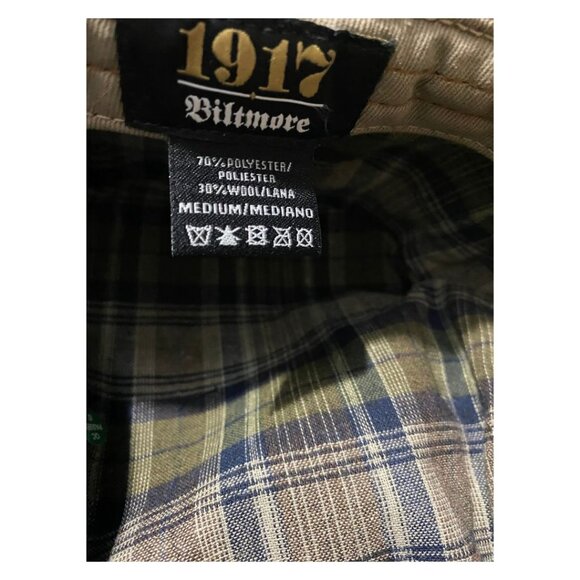 1917
Biltmore
70% POLYESTER/
POLIESTER
30% WOOL/LANA
MEDIUM/MEDIANO